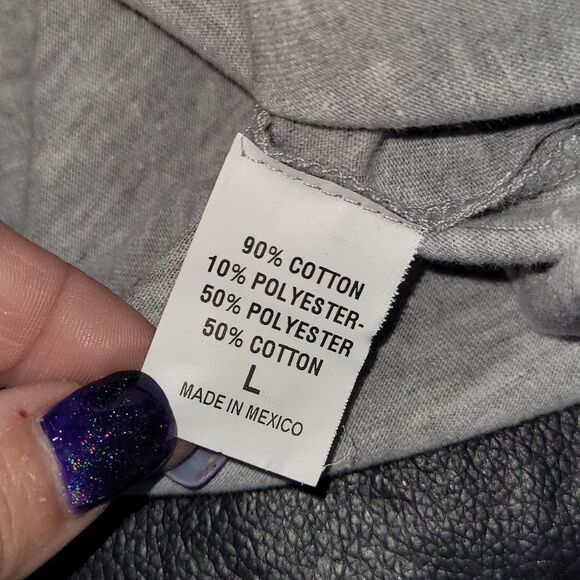 90% COTTON
10% POLYESTER-
50% POLYESTER
50% COTTON
L
MADE IN MEXICO